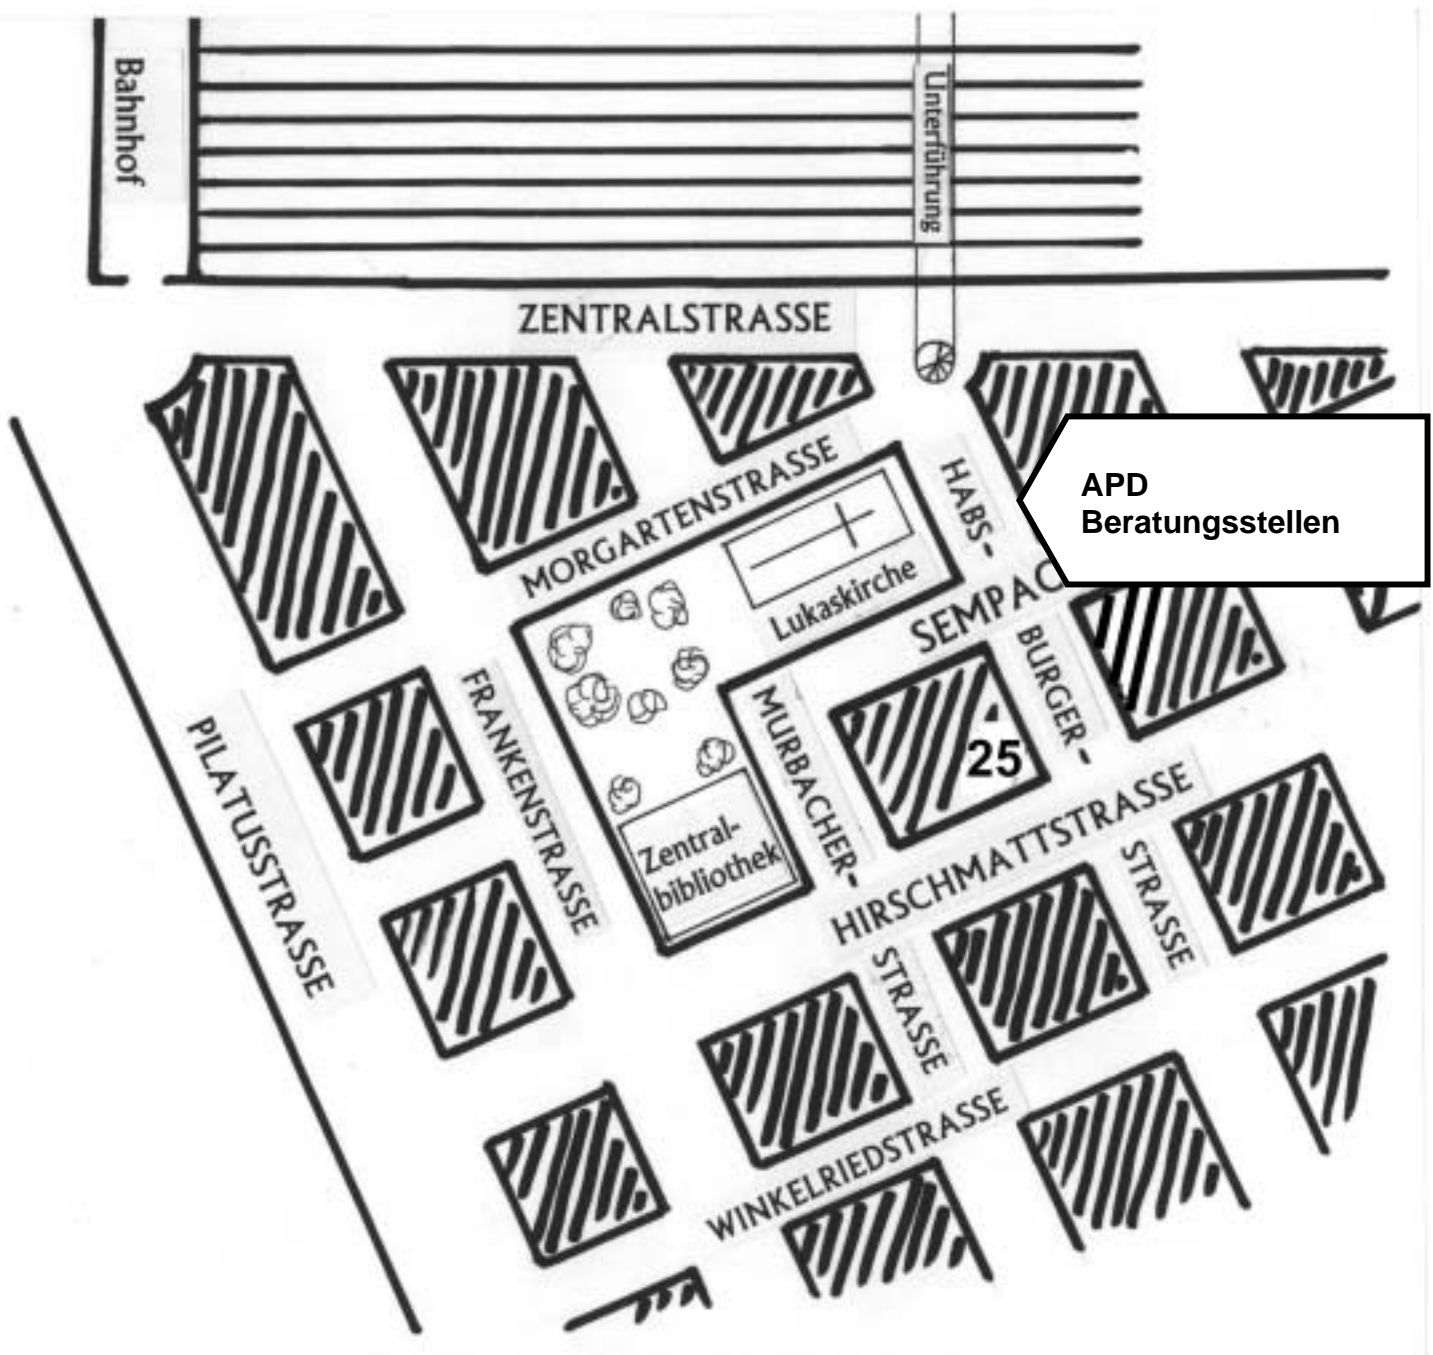 Bahnhof
Unterführung
ZENTRALSTRASSE
MORGARTENSTRASSE
HABS-
APD
Beratungsstellen
Lukaskirche
SEMPAC
BURGER-
FRANKENSTRASSE
MURBACHER-
25
PILATUSSTRASSE
Zentral-
bibliothek
HIRSCHMATTSTRASSE
STRASSE
STRASSE
WINKELRIEDSTRASSE